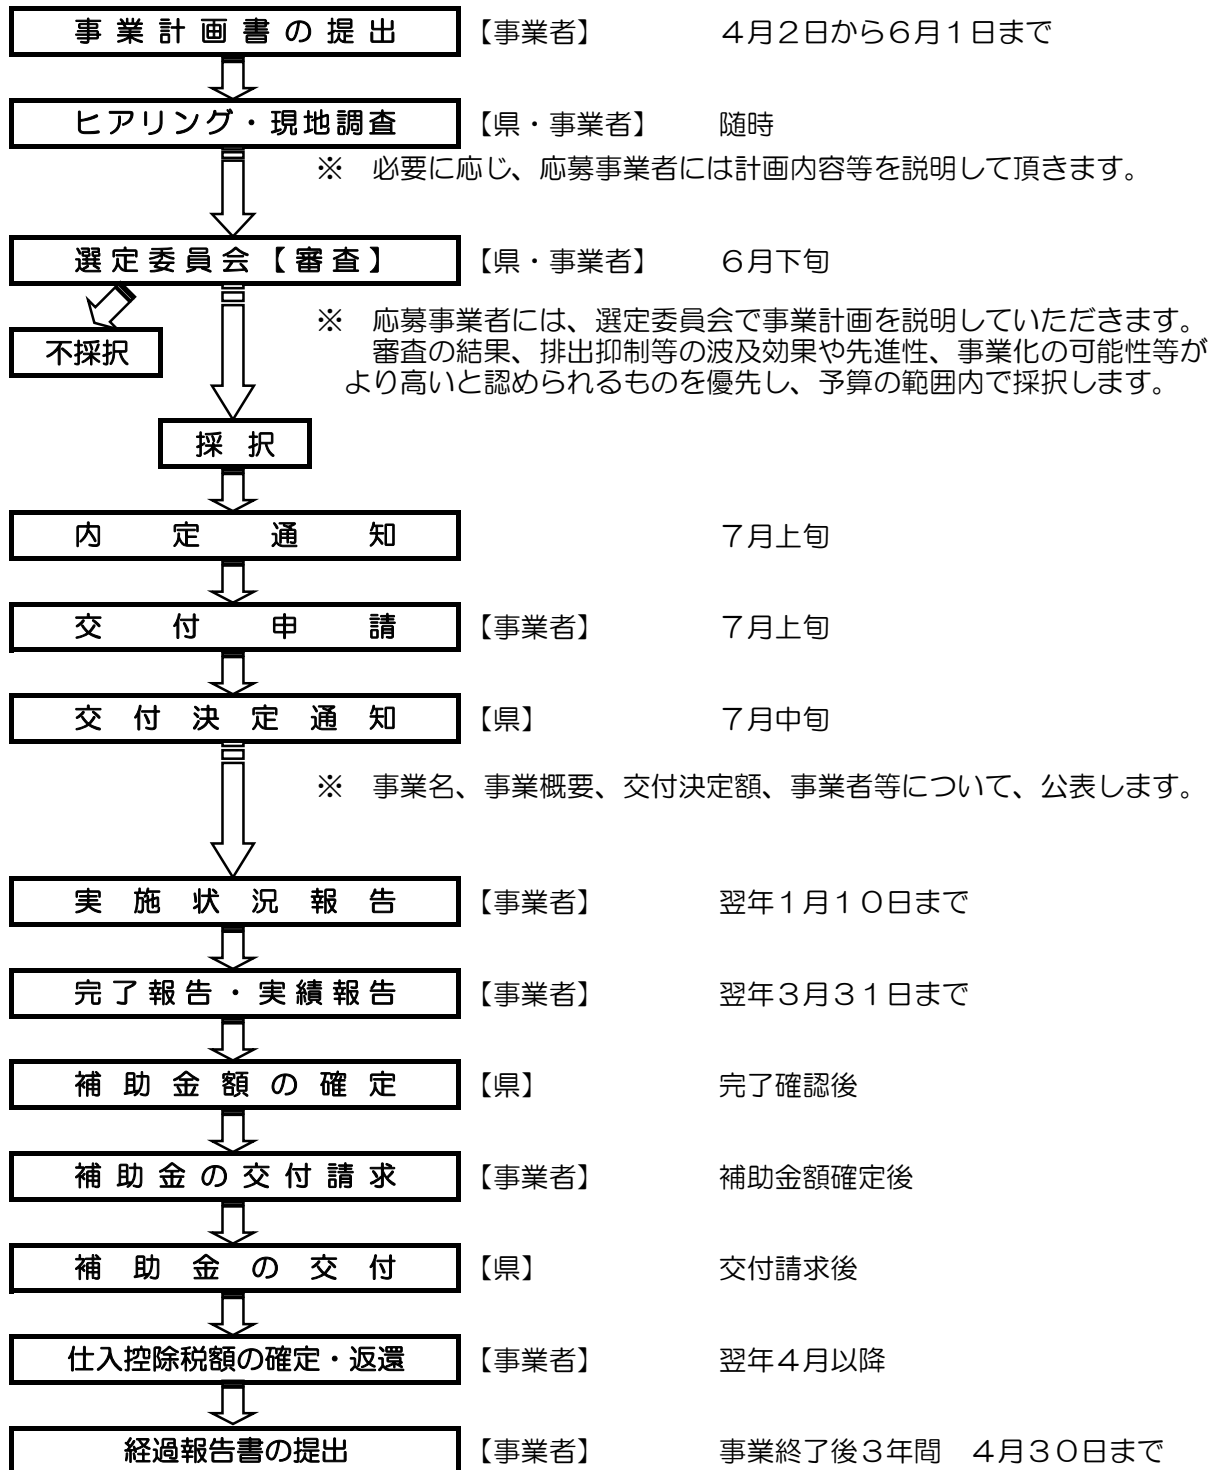 事業計画書の提出 【事業者】 ４月２日から６月１日まで
ヒアリング・現地調査 【県・事業者】 随時
※　必要に応じ、応募事業者には計画内容等を説明して頂きます。
選定委員会【審査】 【県・事業者】 ６月下旬
※　応募事業者には、選定委員会で事業計画を説明していただきます。
不採択
審査の結果、排出抑制等の波及効果や先進性、事業化の可能性等が
より高いと認められるものを優先し、予算の範囲内で採択します。
採択
内定通知 ７月上旬
交付申請 【事業者】 ７月上旬
交付決定通知 【県】 ７月中旬
※　事業名、事業概要、交付決定額、事業者等について、公表します。
実施状況報告 【事業者】 翌年１月１０日まで
完了報告・実績報告 【事業者】 翌年３月３１日まで
補助金額の確定 【県】 完了確認後
補助金の交付請求 【事業者】 補助金額確定後
補助金の交付 【県】 交付請求後
仕入控除税額の確定・返還 【事業者】 翌年４月以降
経過報告書の提出 【事業者】 事業終了後３年間　４月３０日まで